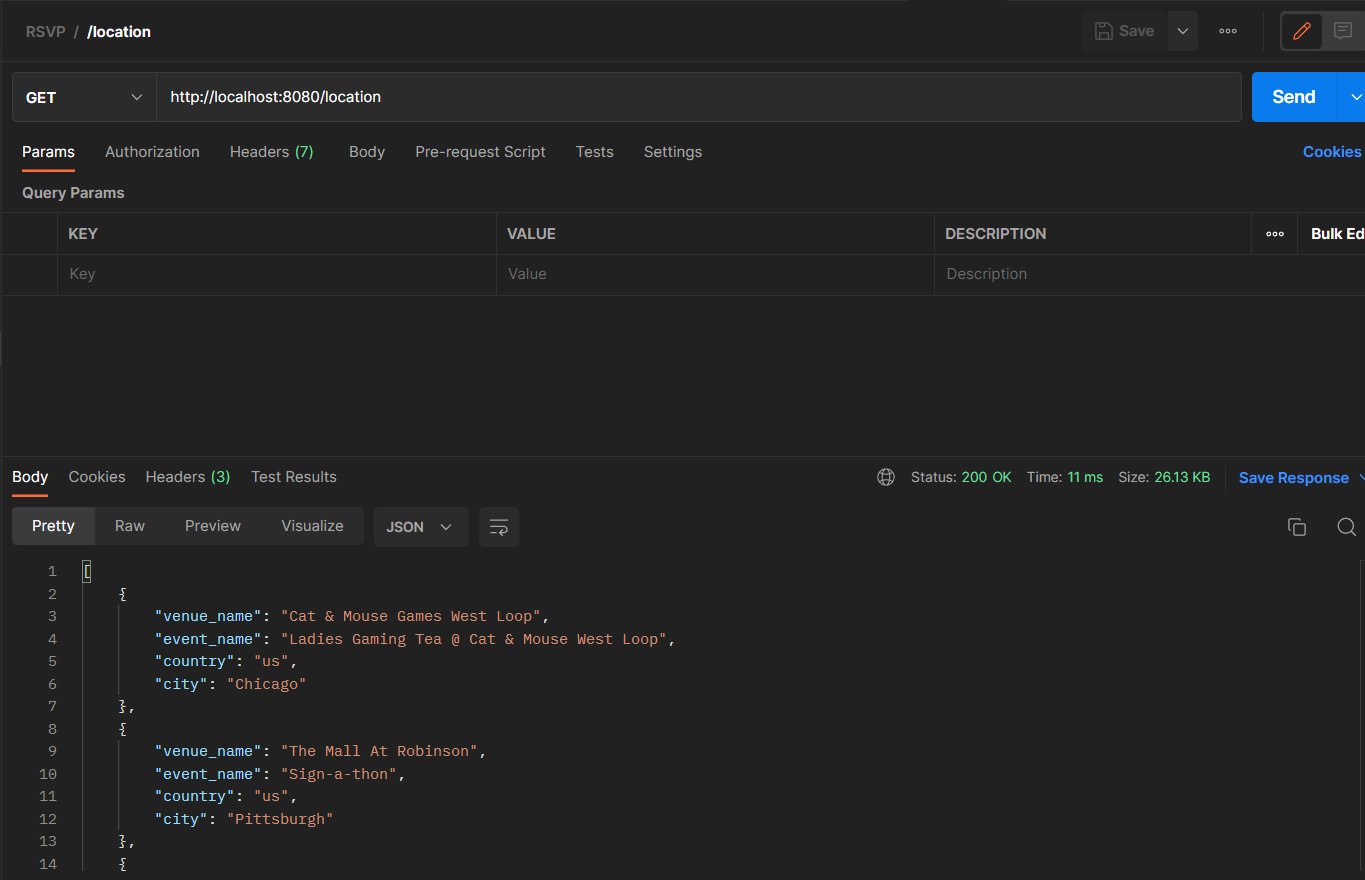 RSVP / /location
Save
GET http://localhost:8080/location Send
Params Authorization Headers (7) Body Pre-request Script Tests Settings Cookies
Query Params
KEY VALUE DESCRIPTION Bulk Ed
Key Value Description
Body Cookies Headers (3) Test Results Status: 200 OK Time: 11 ms Size: 26.13 KB Save Response
Pretty Raw Preview Visualize JSON
1 [
2 {
3 "venue_name": "Cat & Mouse Games West Loop",
4 "event_name": "Ladies Gaming Tea @ Cat & Mouse West Loop",
5 "country": "us",
6 "city": "Chicago"
7 },
8 {
9 "venue_name": "The Mall At Robinson",
10 "event_name": "Sign-a-thon",
11 "country": "us",
12 "city": "Pittsburgh"
13 },
14 {